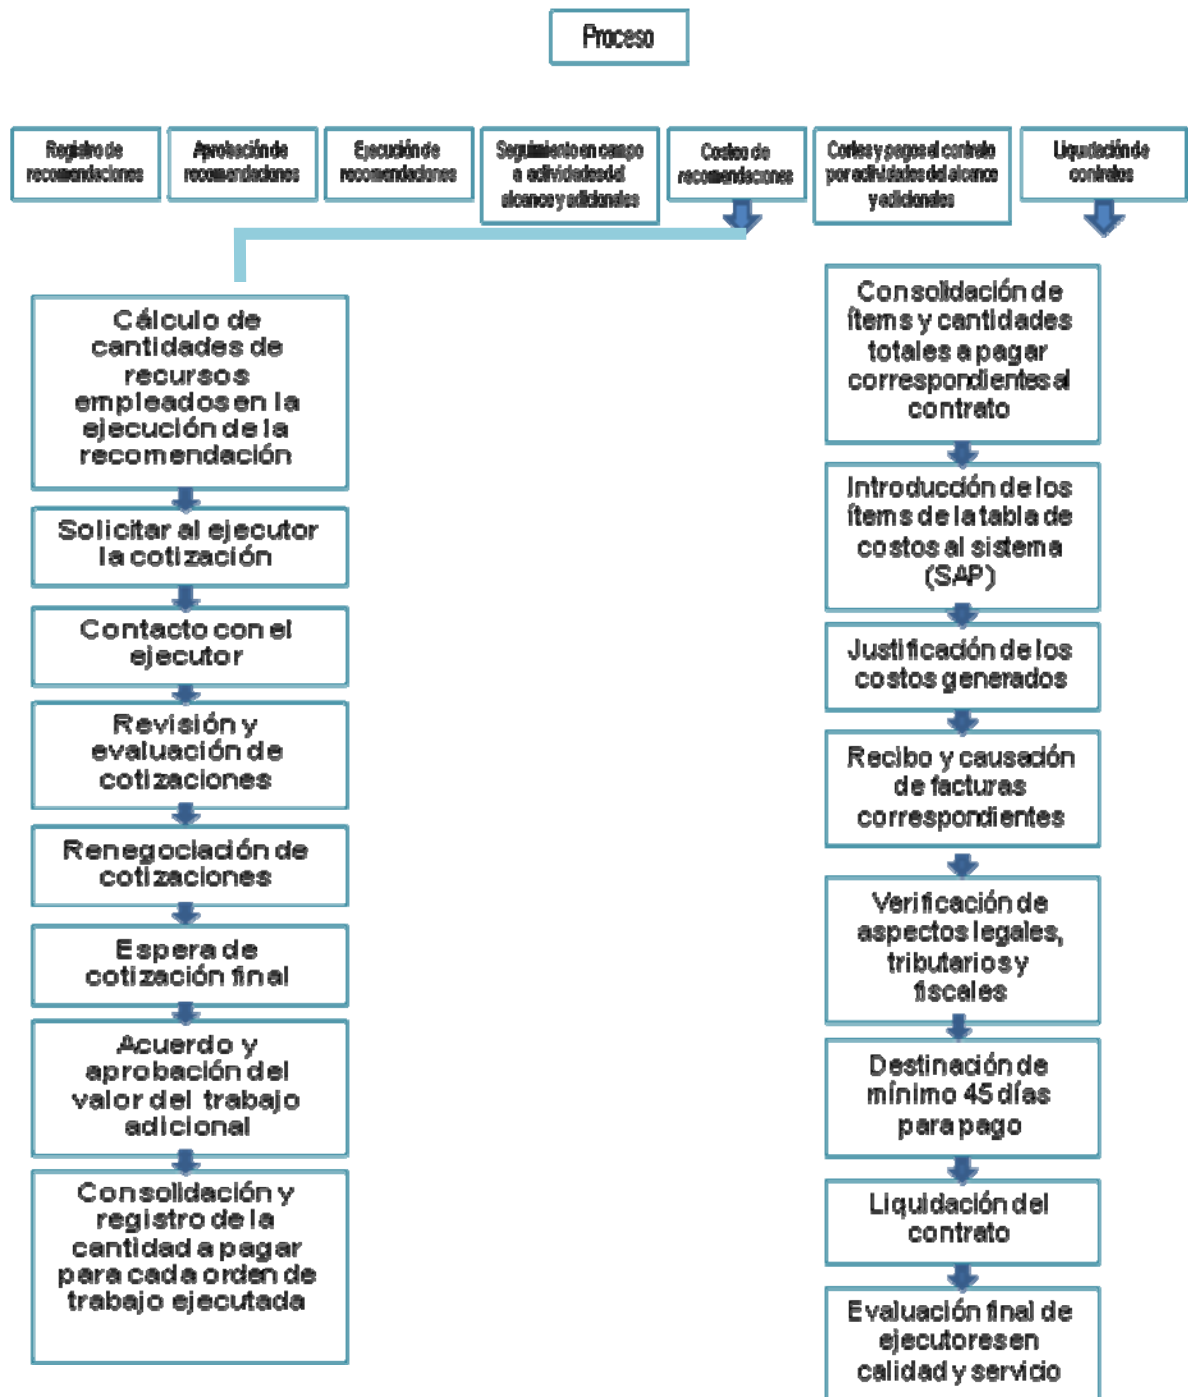 Proceso
Registro de
recomendaciones
Aprobación de
recomendaciones
Ejecución de
recomendaciones
Seguimiento en campo
a actividades del
alcance y adicionales
Costeo de
recomendaciones
Cortes y pagos al contrato
por actividades del alcance
y adicionales
Liquidación de
contratos
Cálculo de
cantidades de
recursos
empleados en la
ejecución de la
recomendación
Solicitar al ejecutor
la cotización
Contacto con el
ejecutor
Revisión y
evaluación de
cotizaciones
Renegociación de
cotizaciones
Espera de
cotización final
Acuerdo y
aprobación del
valor del trabajo
adicional
Consolidación y
registro de la
cantidad a pagar
para cada orden de
trabajo ejecutada
Consolidación de
ítems y cantidades
totales a pagar
correspondientes al
contrato
Introducción de los
ítems de la tabla de
costos al sistema
(SAP)
Justificación de los
costos generados
Recibo y causación
de facturas
correspondientes
Verificación de
aspectos legales,
tributarios y
fiscales
Destinación de
mínimo 45 días
para pago
Liquidación del
contrato
Evaluación final de
ejecutores en
calidad y servicio